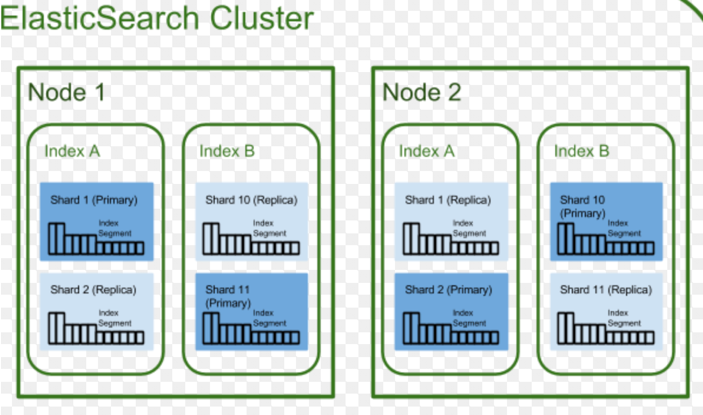 ElasticSearch Cluster
Node 1
Index A
Shard 1 (Primary)
Index
Segment
Shard 2 (Replica)
Index
Segment
Index B
Shard 10 (Replica)
Index
Segment
Shard 11
(Primary)
Index
Segment
Node 2
Index A
Shard 1 (Replica)
Index
Segment
Shard 2 (Primary)
Index
Segment
Index B
Shard 10
(Primary)
Index
Segment
Shard 11 (Replica)
Index
Segment